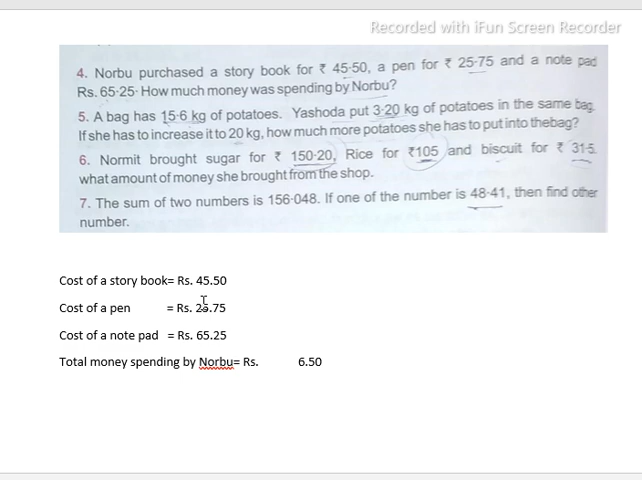 Recorded with iFun Screen Recorder
4. Norbu purchased a story book for ₹ 45·50, a pen for ₹ 25·75 and a note pad
Rs. 65·25· How much money was spending by Norbu?
5. A bag has 15·6 kg of potatoes. Yashoda put 3·20 kg of potatoes in the same bag.
If she has to increase it to 20 kg, how much more potatoes she has to put into thebag?
6. Normit brought sugar for ₹ 150·20, Rice for ₹105 and biscuit for ₹ 31·5.
what amount of money she brought from the shop.
7. The sum of two numbers is 156·048. If one of the number is 48·41, then find other
number.
Cost of a story book= Rs. 45.50
Cost of a pen = Rs. 25.75
Cost of a note pad = Rs. 65.25
Total money spending by Norbu= Rs. 6.50